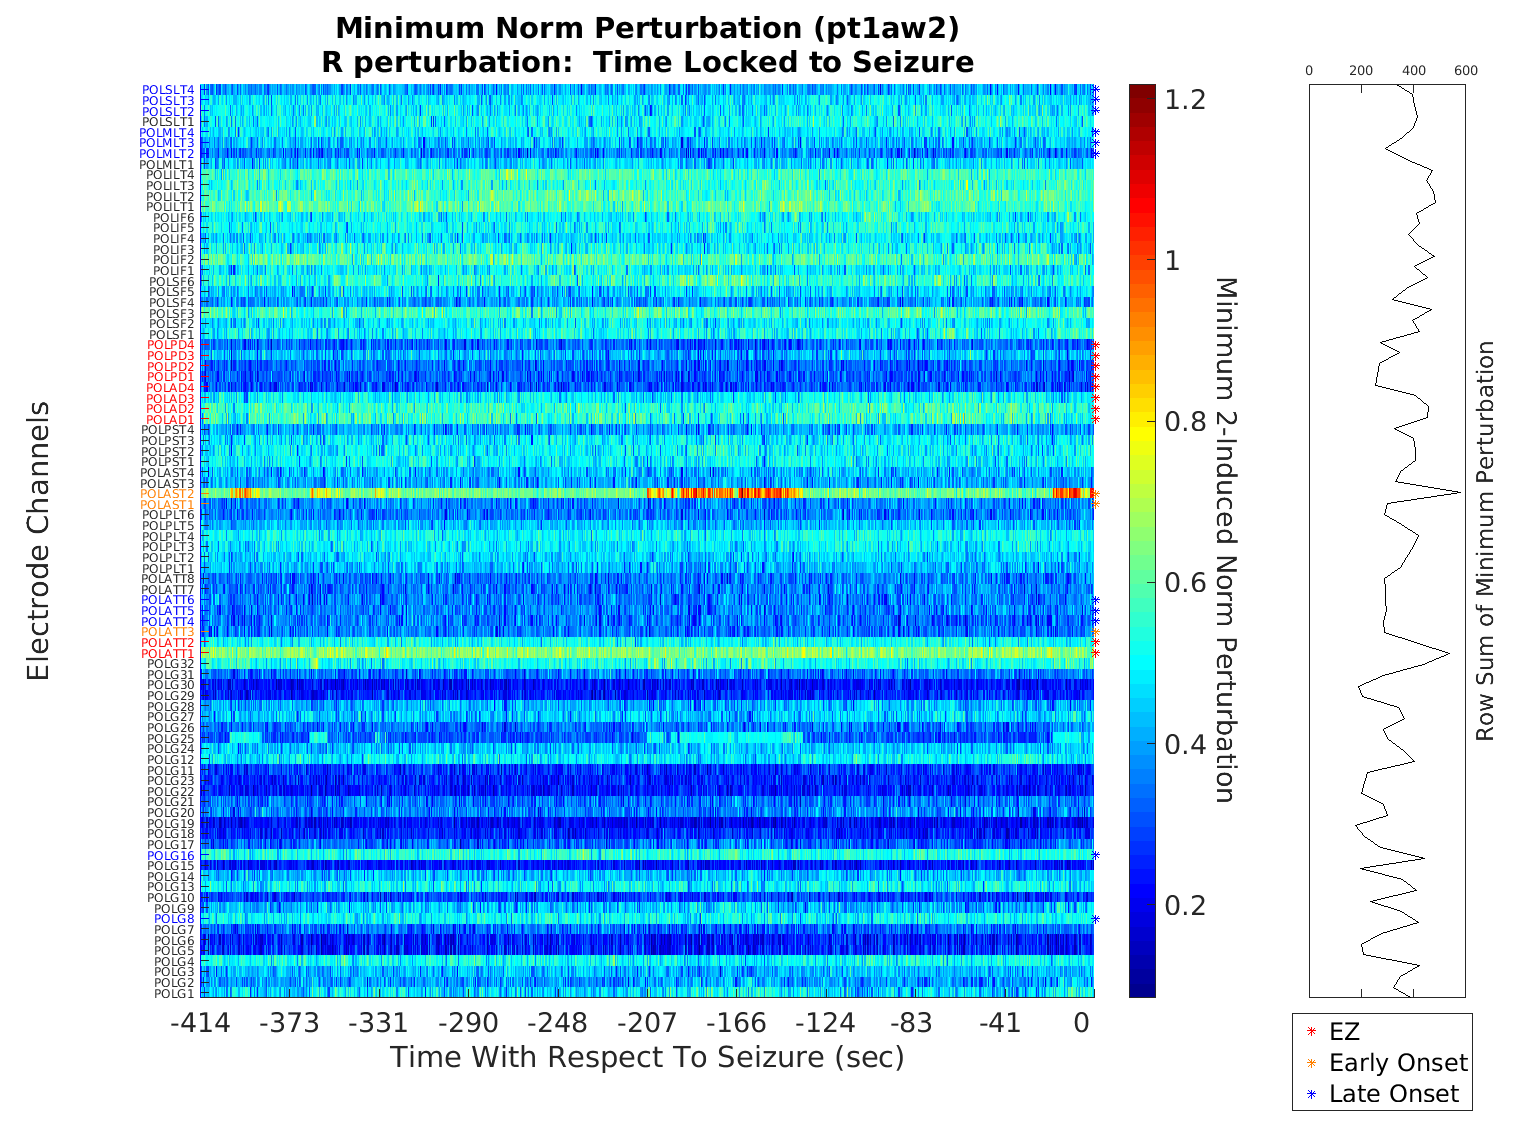 Minimum Norm Perturbation (pt1aw2)
R perturbation:  Time Locked to Seizure
Electrode Channels
POLSLT4
POLSLT3
POLSLT2
POLSLT1
POLMLT4
POLMLT3
POLMLT2
POLMLT1
POLILT4
POLILT3
POLILT2
POLILT1
POLIF6
POLIF5
POLIF4
POLIF3
POLIF2
POLIF1
POLSF6
POLSF5
POLSF4
POLSF3
POLSF2
POLSF1
POLPD4
POLPD3
POLPD2
POLPD1
POLAD4
POLAD3
POLAD2
POLAD1
POLPST4
POLPST3
POLPST2
POLPST1
POLAST4
POLAST3
POLAST2
POLAST1
POLPLT6
POLPLT5
POLPLT4
POLPLT3
POLPLT2
POLPLT1
POLATT8
POLATT7
POLATT6
POLATT5
POLATT4
POLATT3
POLATT2
POLATT1
POLG32
POLG31
POLG30
POLG29
POLG28
POLG27
POLG26
POLG25
POLG24
POLG12
POLG11
POLG23
POLG22
POLG21
POLG20
POLG19
POLG18
POLG17
POLG16
POLG15
POLG14
POLG13
POLG10
POLG9
POLG8
POLG7
POLG6
POLG5
POLG4
POLG3
POLG2
POLG1
-414 -373 -331 -290 -248 -207 -166 -124 -83 -41 0
Time With Respect To Seizure (sec)
1.2
1
0.8
0.6
0.4
0.2
Minimum 2-Induced Norm Perturbation
0 200 400 600
Row Sum of Minimum Perturbation
EZ
Early Onset
Late Onset